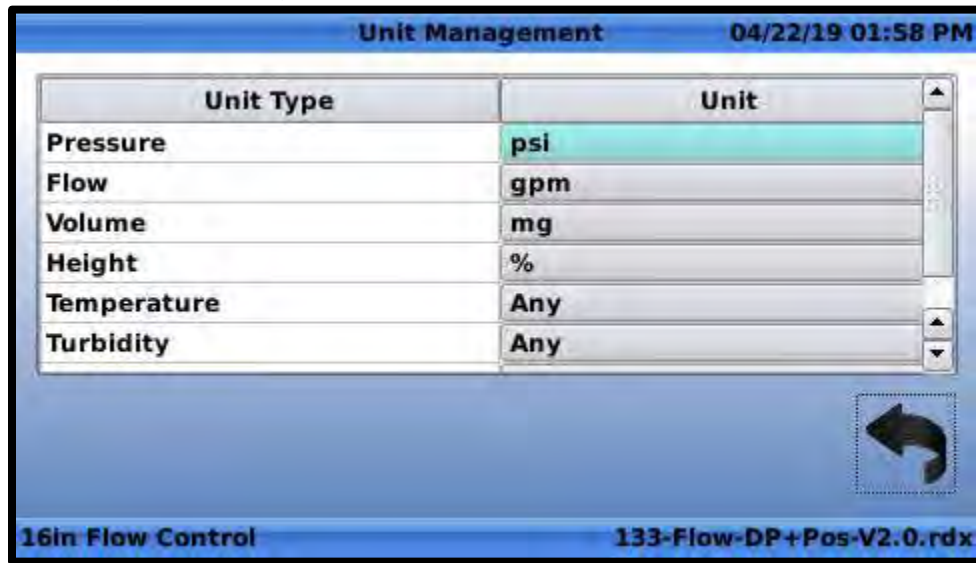 Unit Management 04/22/19 01:58 PM
Unit Type Unit
Pressure psi
Flow gpm
Volume mg
Height %
Temperature Any
Turbidity Any
16in Flow Control 133-Flow-DP+Pos-V2.0.rdx